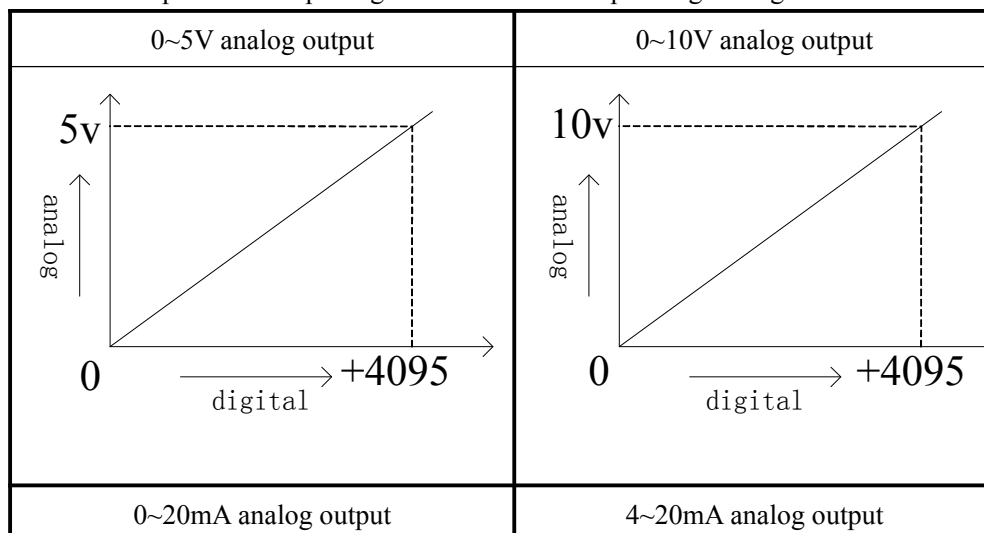 0~5V analog output
0~10V analog output
5v
analog
0
+4095
digital
10v
analog
0
+4095
digital
0~20mA analog output
4~20mA analog output